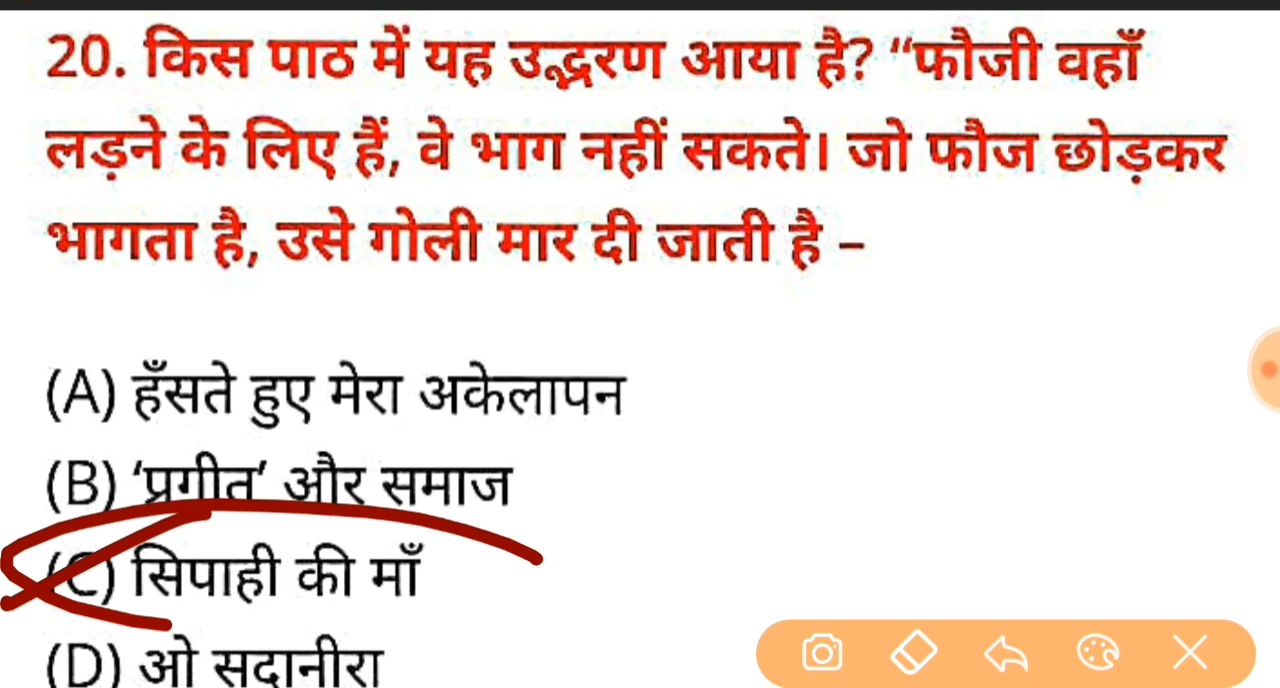 20. किस पाठ में यह उद्धरण आया है? “फौजी वहाँ
लड़ने के लिए हैं, वे भाग नहीं सकते। जो फौज छोड़कर
भागता है, उसे गोली मार दी जाती है –
(A) हँसते हुए मेरा अकेलापन
(B) ‘प्रगीत’ और समाज
(C) सिपाही की माँ
(D) ओ सदानीरा